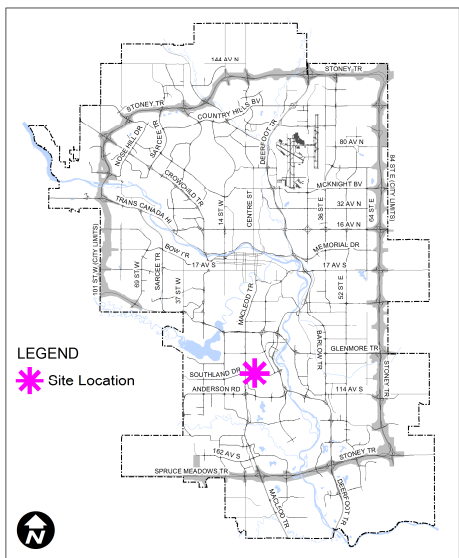 144 AV N
STONEY TR
STONEY TR
COUNTRY HILLS BV
NOSE HILL DR
SARCEE TR
DEERFOOT TR
80 AV N
CROWCHILD TR
MCKNIGHT BV
84 ST E (CITY LIMITS)
TRANS CANADA HI
14 ST W
CENTRE ST
36 ST E
32 AV N
64 ST E
16 AV N
101 ST W (CITY LIMITS)
BOW TR
MEMORIAL DR
17 AV S
17 AV S
69 ST W
SARCEE TR
37 ST W
MACLEOD TR
52 ST E
BARLOW TR
GLENMORE TR
LEGEND
Site Location
SOUTHLAND DR
ANDERSON RD
114 AV S
STONEY TR
162 AV S
STONEY TR
SPRUCE MEADOWS TR
MACLEOD TR
DEERFOOT TR
N